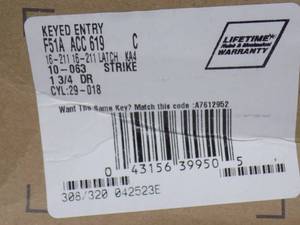 KEYED ENTRY
F51A ACC 619 C
16-211 16-211 LATCH KA4
10-063 STRIKE
1 3/4 DR
CYL:29-018
LIFETIME
Finish & Mechanical
WARRANTY
Want The Same Key? Match this code :A7612952
0 43156 39950 5
308/320 042523E